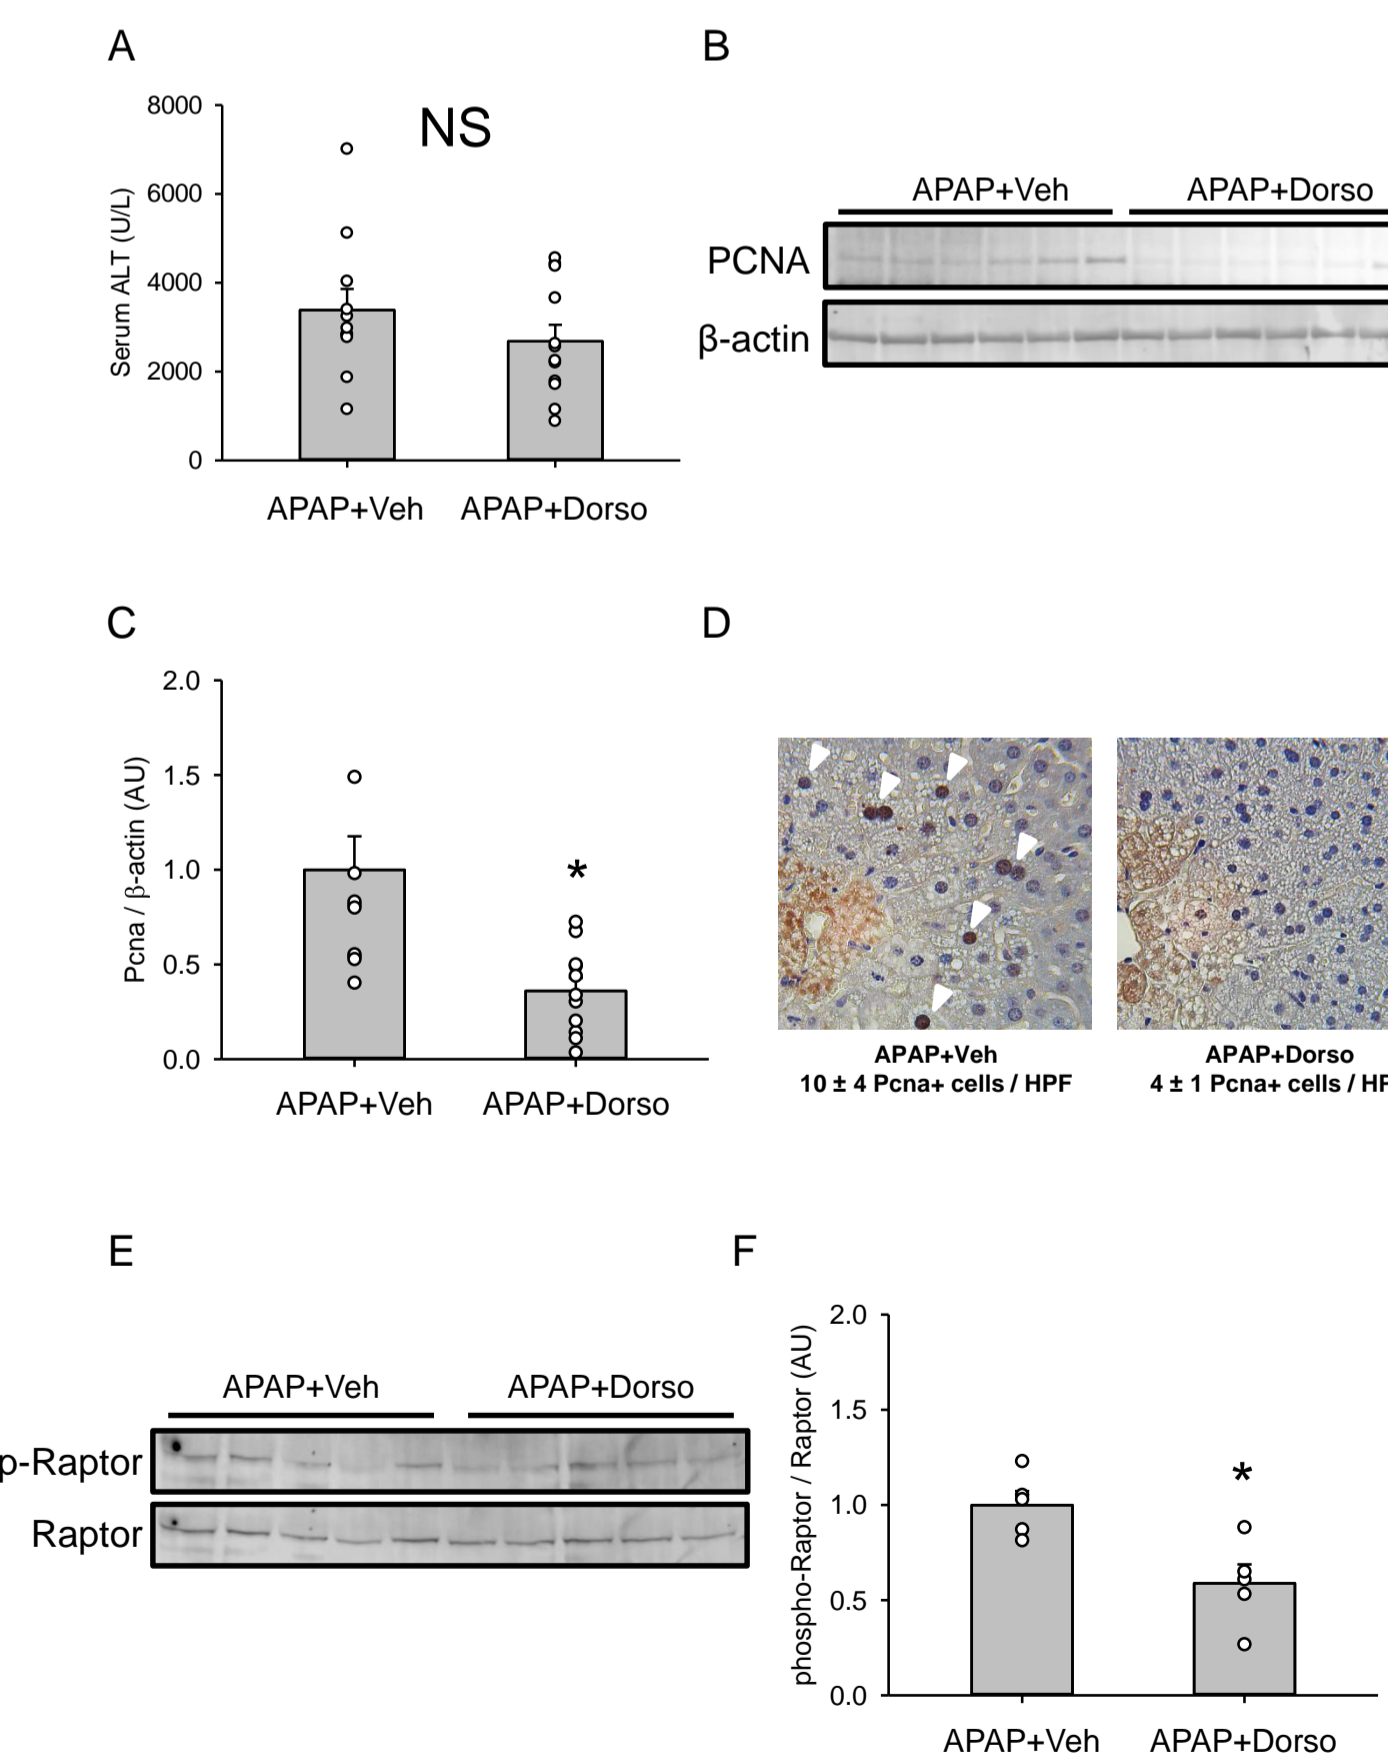 A
8000
6000
4000
2000
0
Serum ALT (U/L)
NS
APAP+Veh APAP+Dorso
B
APAP+Veh APAP+Dorso
PCNA
β-actin
C
2.0
1.5
1.0
0.5
0.0
Pcna / β-actin (AU)
*
APAP+Veh APAP+Dorso
D
APAP+Veh
10 ± 4 Pcna+ cells / HPF
APAP+Dorso
4 ± 1 Pcna+ cells / HP
E
APAP+Veh APAP+Dorso
p-Raptor
Raptor
F
2.0
1.5
1.0
0.5
0.0
phospho-Raptor / Raptor (AU)
*
APAP+Veh APAP+Dorso